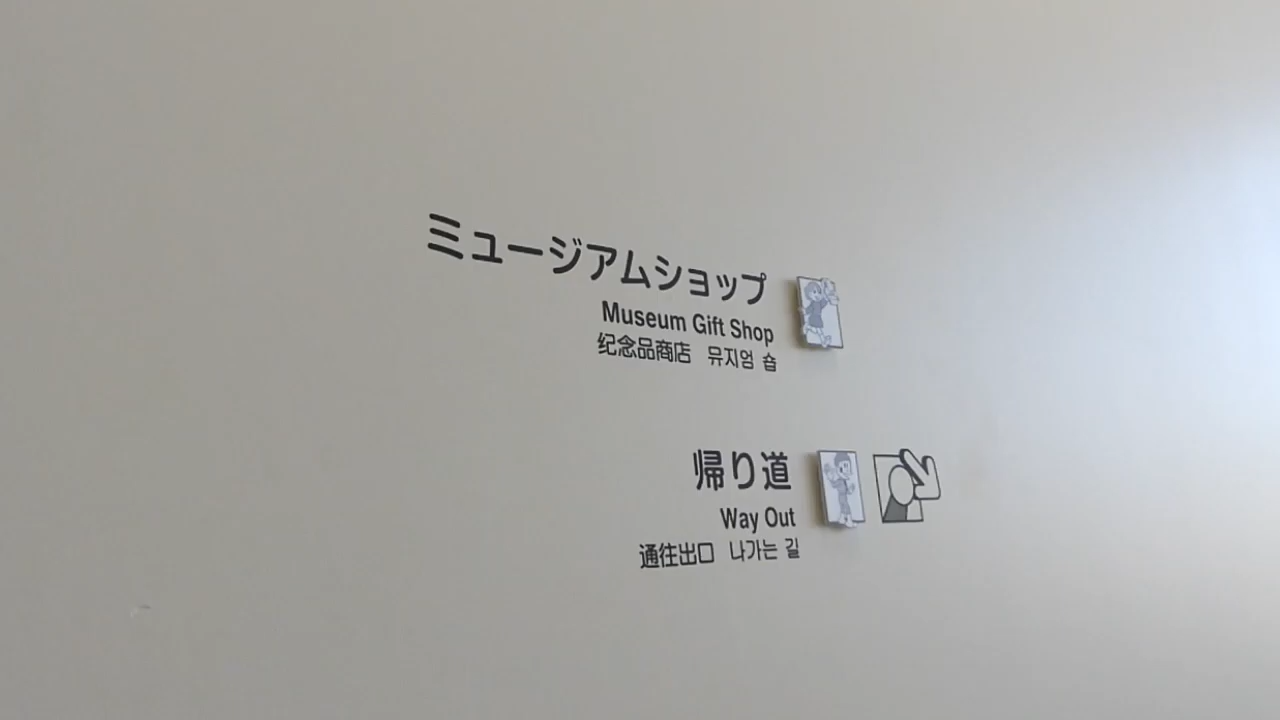 ミュージアムショップ
Museum Gift Shop
纪念品商店 뮤지엄 숍
帰り道
Way Out
通往出口 나가는 길